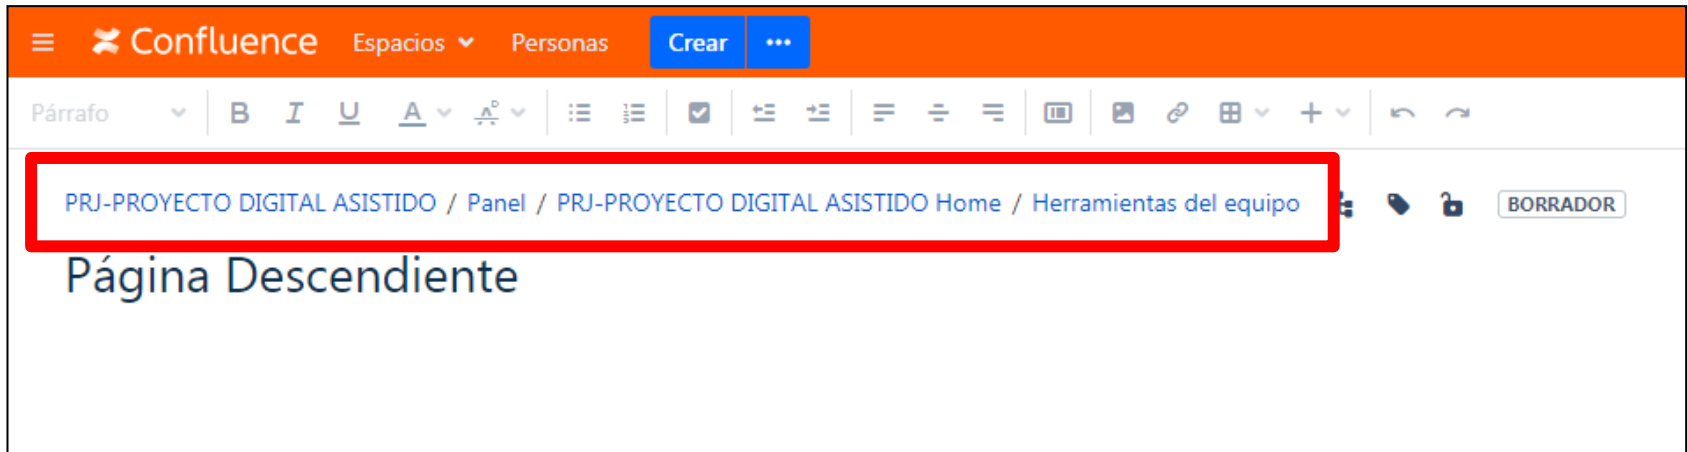 Confluence Espacios Personas Crear •••
Párrafo B I U A A
PRJ-PROYECTO DIGITAL ASISTIDO / Panel / PRJ-PROYECTO DIGITAL ASISTIDO Home / Herramientas del equipo BORRADOR
Página Descendiente